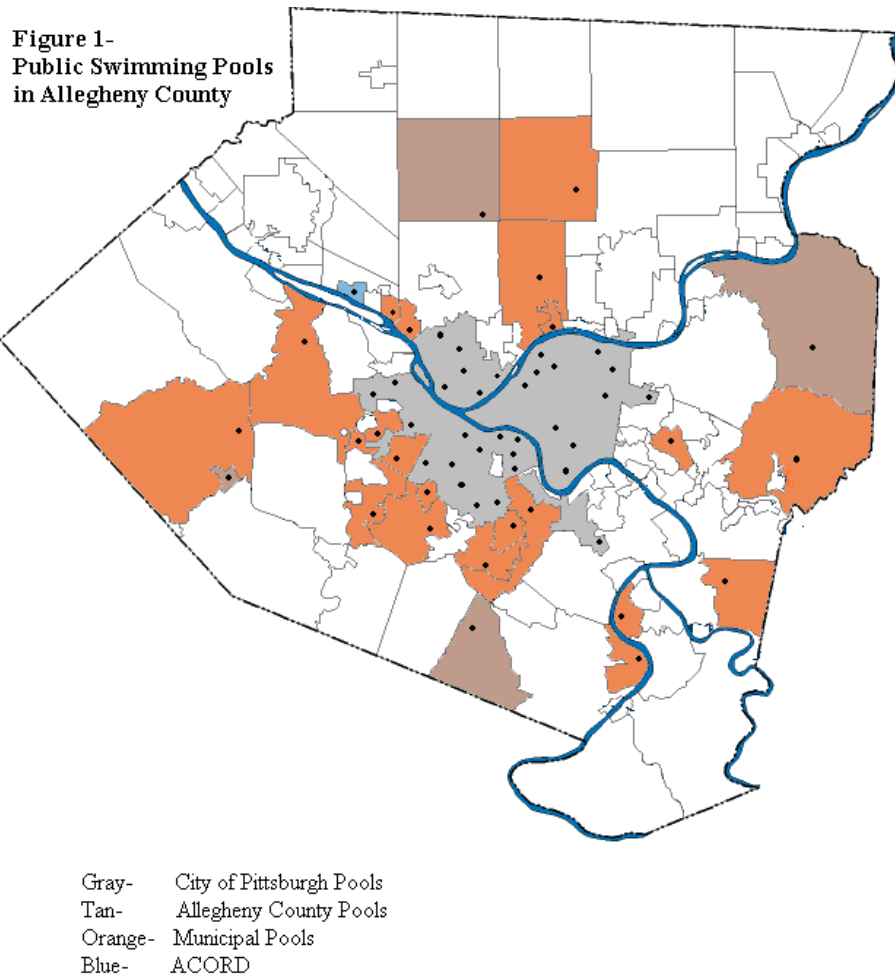 Figure 1-
Public Swimming Pools
in Allegheny County
Gray- City of Pittsburgh Pools
Tan- Allegheny County Pools
Orange- Municipal Pools
Blue- ACORD